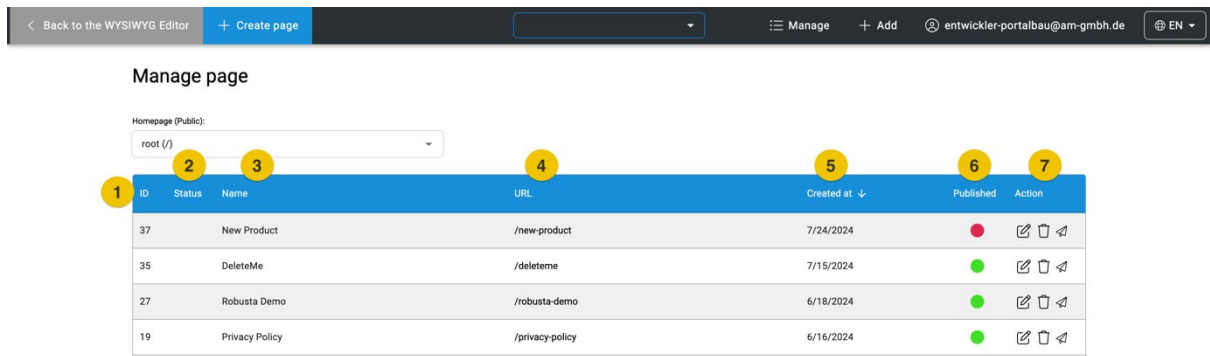 Back to the WYSIWYG Editor Create page Manage Add entwickler-portalbau@am-gmbh.de EN
Manage page
Homepage (Public):
root (/)
1 2 3 4 5 6 7
ID Status Name URL Created at Published Action
37 New Product /new-product 7/24/2024
35 DeleteMe /deleteme 7/15/2024
27 Robusta Demo /robusta-demo 6/18/2024
19 Privacy Policy /privacy-policy 6/16/2024